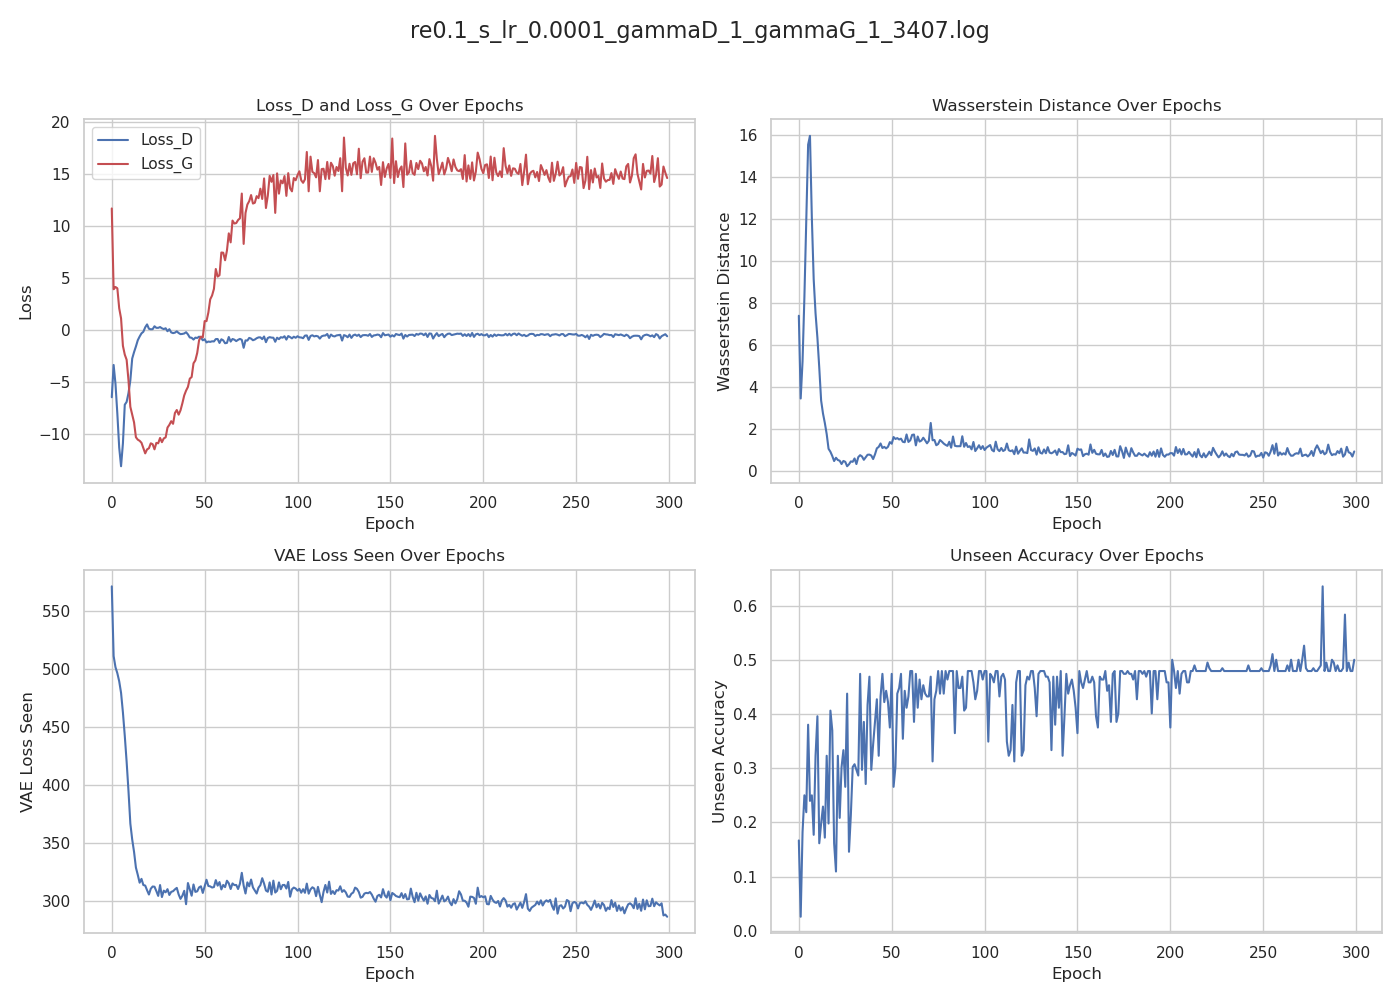 re0.1_s_lr_0.0001_gammaD_1_gammaG_1_3407.log
Loss_D and Loss_G Over Epochs
Loss_D
Loss_G
20
15
10
5
0
−5
−10
Loss
0 50 100 150 200 250 300
Epoch
Wasserstein Distance Over Epochs
16
14
12
10
8
6
4
2
0
Wasserstein Distance
0 50 100 150 200 250 300
Epoch
VAE Loss Seen Over Epochs
550
500
450
400
350
300
VAE Loss Seen
0 50 100 150 200 250 300
Epoch
Unseen Accuracy Over Epochs
0.6
0.5
0.4
0.3
0.2
0.1
0.0
Unseen Accuracy
0 50 100 150 200 250 300
Epoch